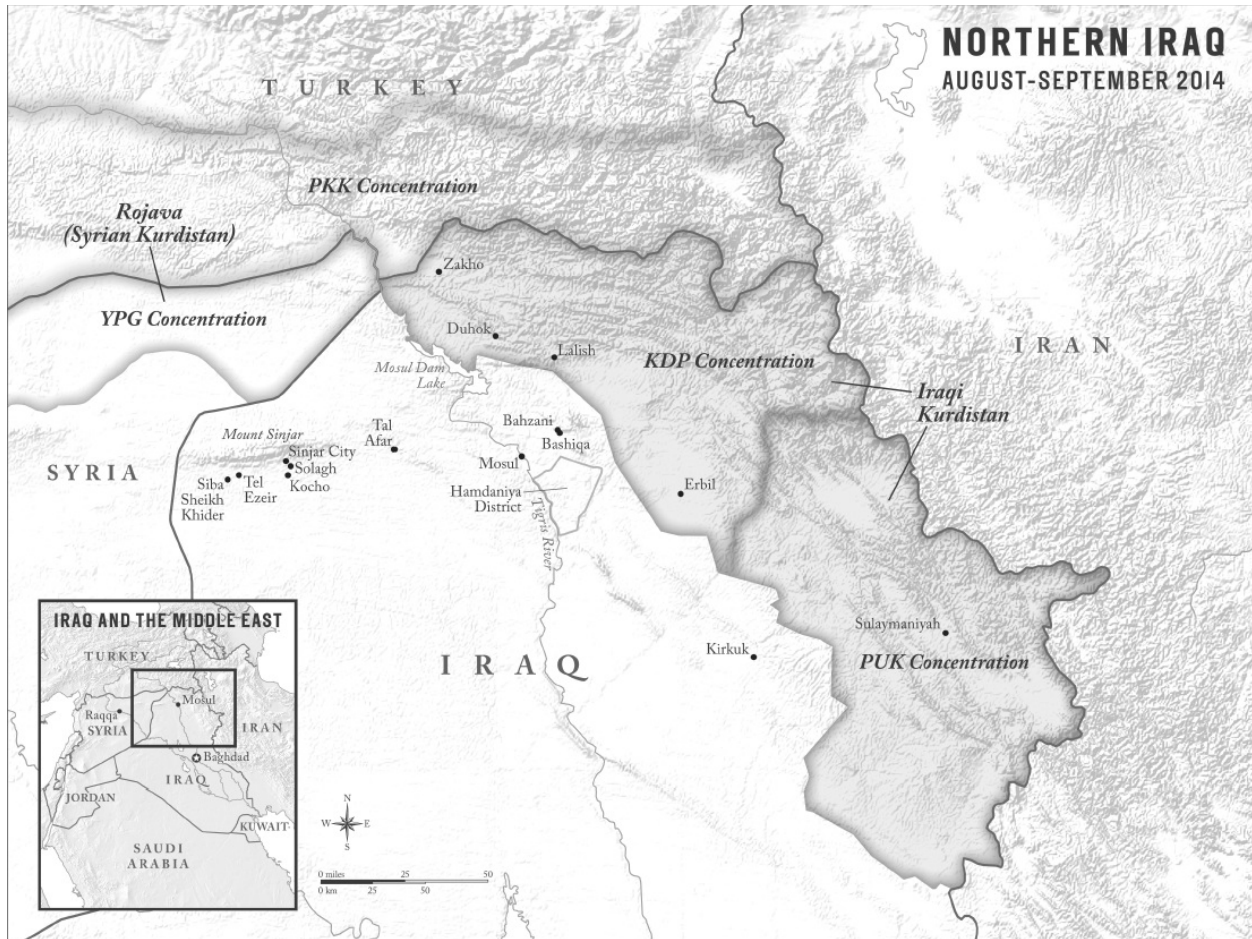 NORTHERN IRAQ
AUGUST-SEPTEMBER 2014
TURKEY
PKK Concentration
Rojava
(Syrian Kurdistan)
YPG Concentration
Zakho
Duhok
Lalish
KDP Concentration
IRAN
Iraqi
Kurdistan
Mosul Dam
Lake
Mount Sinjar
Sinjar City
Solagh
Kocho
Tal
Afar
Bahzani
Bashiqa
Mosul
Hamdaniya
District
Tigris River
Erbil
SYRIA
Siba
Sheikh
Khider
Tel
Ezeir
IRAQ
Kirkuk
Sulaymaniyah
PUK Concentration
IRAQ AND THE MIDDLE EAST
TURKEY
Mosul
Raqqa
SYRIA
IRAN
Baghdad
IRAQ
JORDAN
KUWAIT
SAUDI
ARABIA
N
W E
S
0 miles 25 50
0 km 25 50